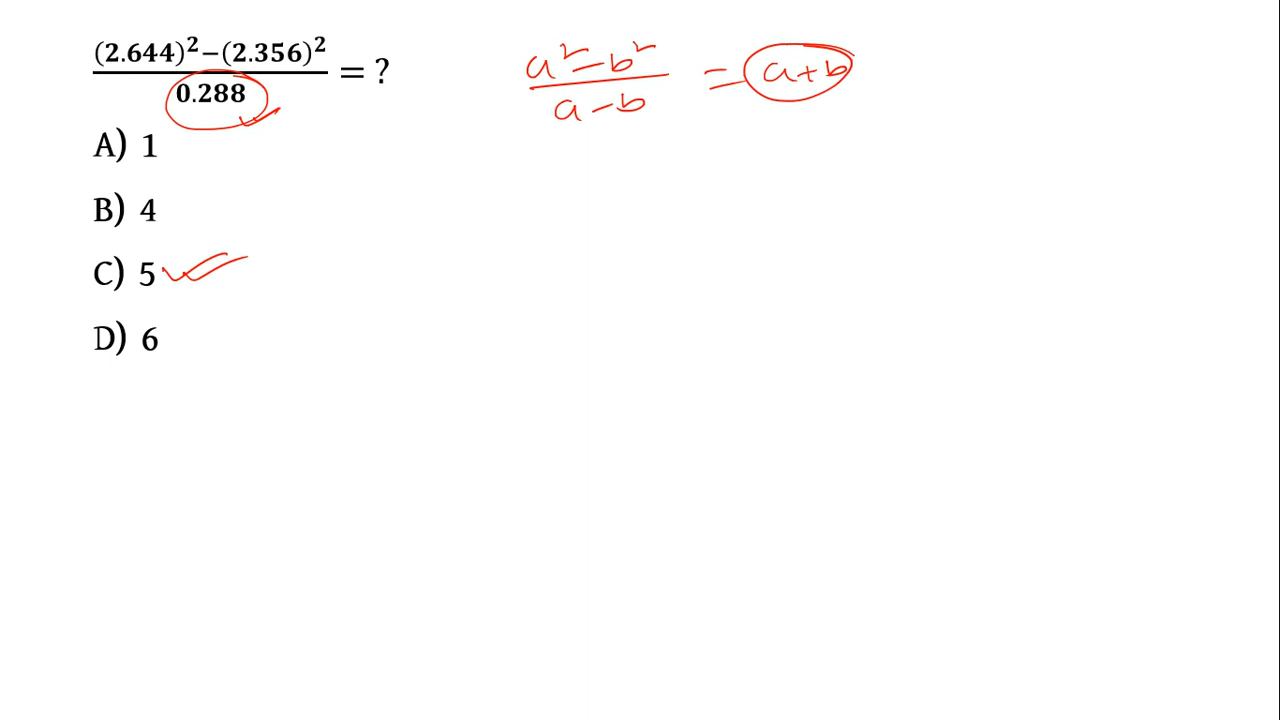 (2.644)²−(2.356)² / 0.288 = ?
a²−b² / a−b = a+b
A) 1
B) 4
C) 5
D) 6